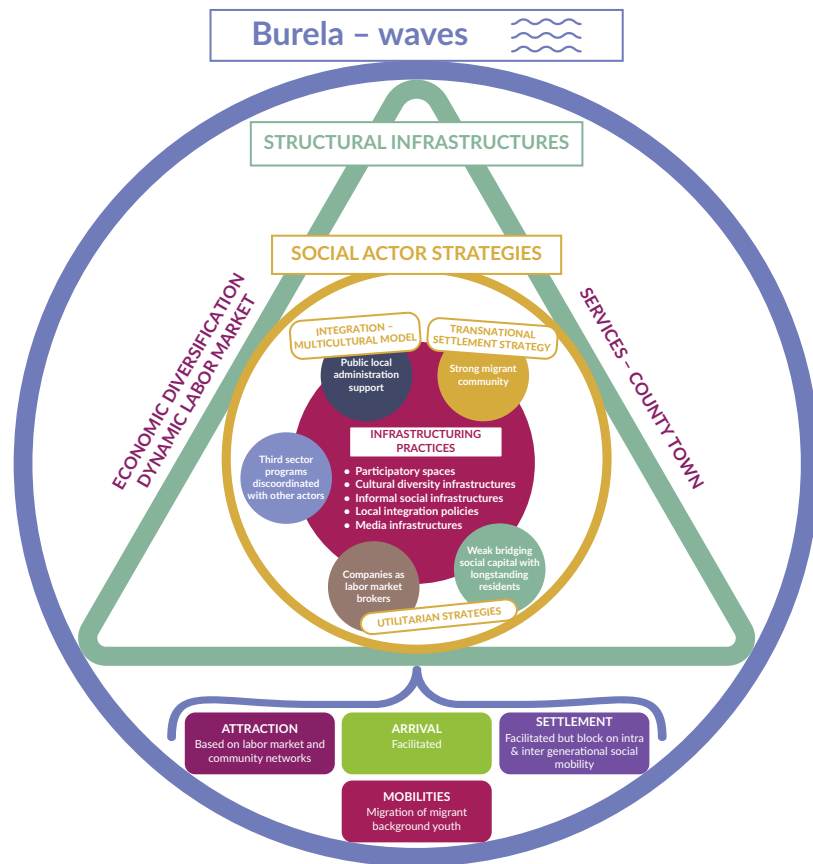 Burela – waves
STRUCTURAL INFRASTRUCTURES
SOCIAL ACTOR STRATEGIES
ECONOMIC DIVERSIFICATION
DYNAMIC LABOR MARKET
SERVICES – COUNTY TOWN
INTEGRATION –
MULTICULTURAL MODEL
TRANSNATIONAL
SETTLEMENT STRATEGY
Public local
administration
support
Strong migrant
community
Third sector
programs
discoordinated
with other actors
INFRASTRUCTURING
PRACTICES
• Participatory spaces
• Cultural diversity infrastructures
• Informal social infrastructures
• Local integration policies
• Media infrastructures
Companies as
labor market
brokers
Weak bridging
social capital with
longstanding
residents
UTILITARIAN STRATEGIES
ATTRACTION
Based on labor market and
community networks
ARRIVAL
Facilitated
SETTLEMENT
Facilitated but block on intra
& inter generational social
mobility
MOBILITIES
Migration of migrant
background youth